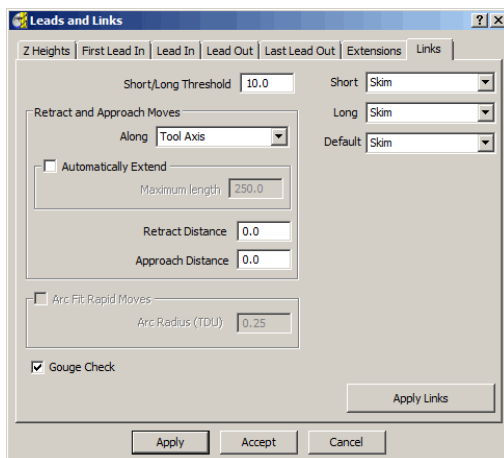 Leads and Links
Z Heights First Lead In Lead In Lead Out Last Lead Out Extensions Links
Short/Long Threshold 10.0 Short Skim
Retract and Approach Moves Long Skim
Along Tool Axis Default Skim
Automatically Extend
Maximum length 250.0
Retract Distance 0.0
Approach Distance 0.0
Arc Fit Rapid Moves
Arc Radius (TDU) 0.25
Gouge Check
Apply Links
Apply Accept Cancel